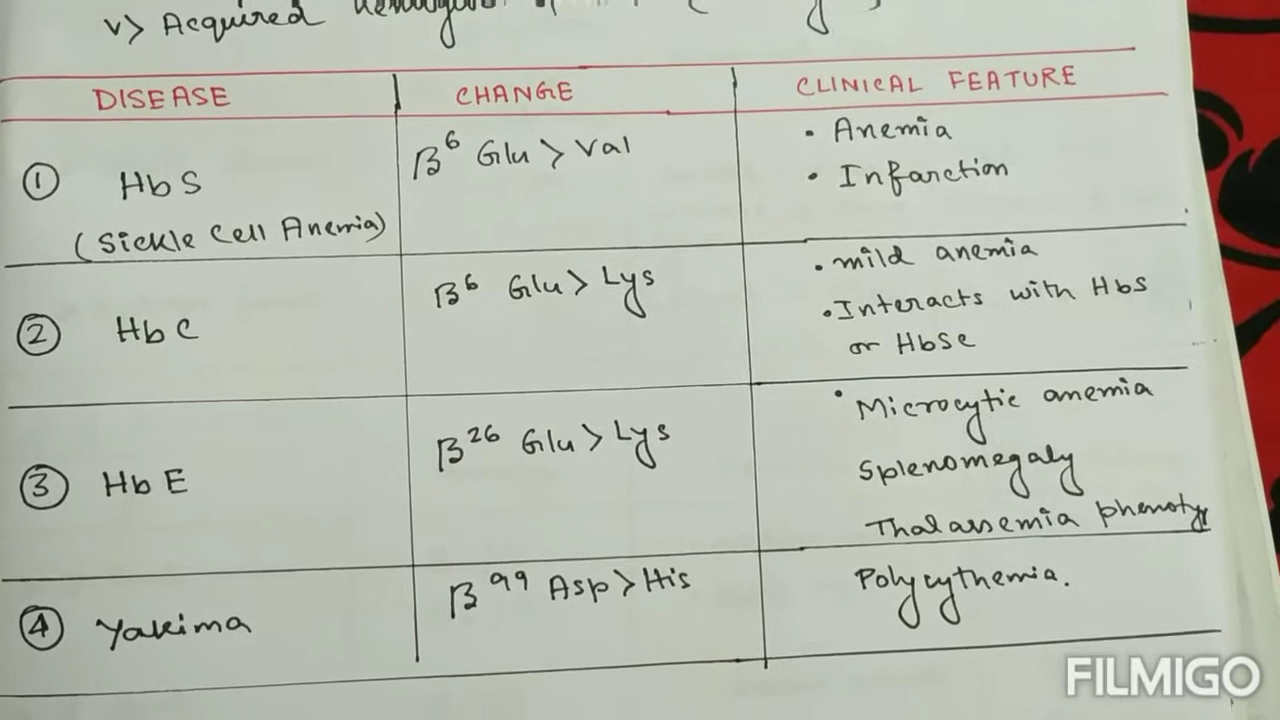 v> Acquired
DISEASE CHANGE CLINICAL FEATURE
① HbS
(Sickle Cell Anemia)
β⁶ Glu > Val
• Anemia
• Infarction
② HbC
β⁶ Glu > Lys
• mild anemia
• Interacts with HbS
or HbSc
③ HbE
β²⁶ Glu > Lys
• Microcytic anemia
Splenomegaly
Thalassemia phenoty
④ Yakima
β⁹⁹ Asp > His
Polycythemia.
FILMIGO